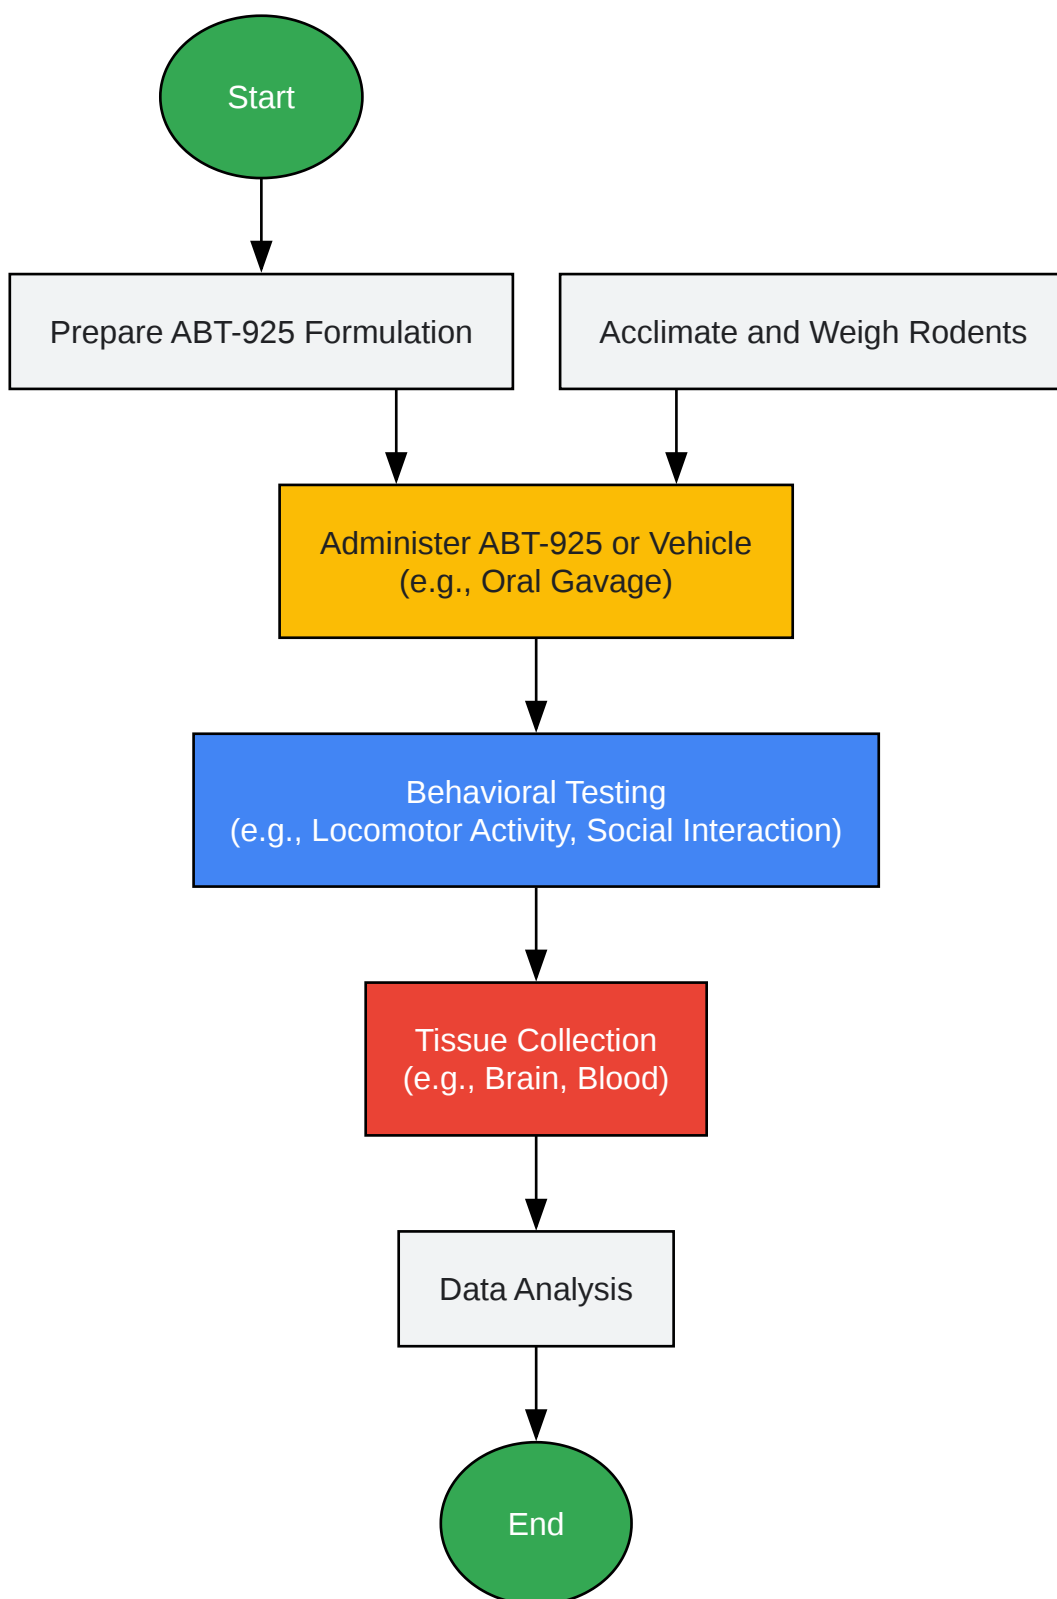 Start
Prepare ABT-925 Formulation
Acclimate and Weigh Rodents
Administer ABT-925 or Vehicle
(e.g., Oral Gavage)
Behavioral Testing
(e.g., Locomotor Activity, Social Interaction)
Tissue Collection
(e.g., Brain, Blood)
Data Analysis
End